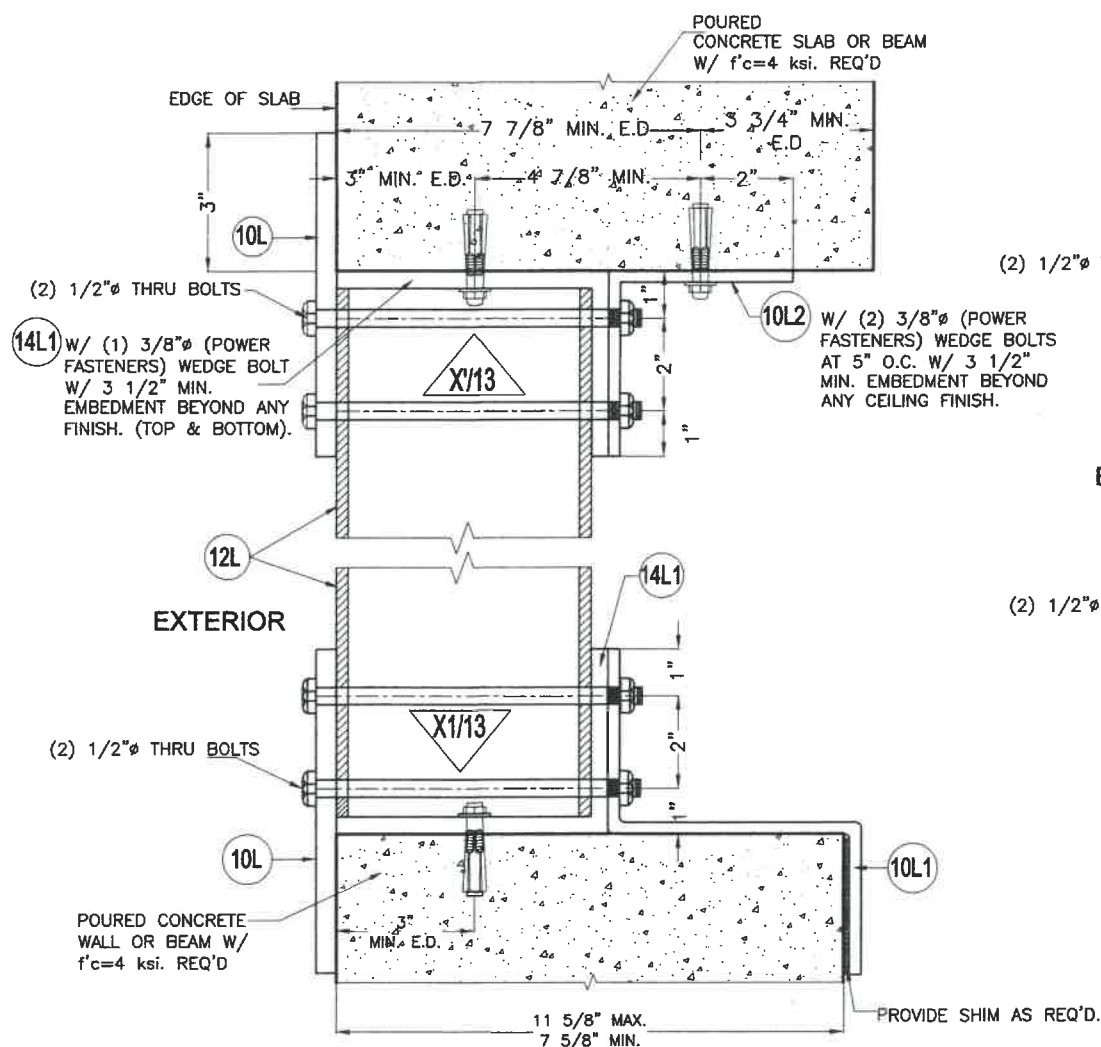 POURED
CONCRETE SLAB OR BEAM
W/ f'c=4 ksi. REQ'D
EDGE OF SLAB
7 7/8" MIN. E.D
3 3/4" MIN.
E.D
3" MIN. E.D.
4 7/8" MIN.
2"
3"
10L
(2) 1/2"ø THRU BOLTS
14L1
W/ (1) 3/8"ø (POWER
FASTENERS) WEDGE BOLT
W/ 3 1/2" MIN.
EMBEDMENT BEYOND ANY
FINISH. (TOP & BOTTOM).
X'/13
1"
2"
1"
10L2
W/ (2) 3/8"ø (POWER
FASTENERS) WEDGE BOLTS
AT 5" O.C. W/ 3 1/2"
MIN. EMBEDMENT BEYOND
ANY CEILING FINISH.
(2) 1/2"ø
12L
14L1
EXTERIOR
(2) 1/2"ø
1"
2"
1"
X1/13
(2) 1/2"ø THRU BOLTS
10L
10L1
POURED CONCRETE
WALL OR BEAM W/
f'c=4 ksi. REQ'D
3"
MIN. E.D.
PROVIDE SHIM AS REQ'D.
11 5/8" MAX.
7 5/8" MIN.